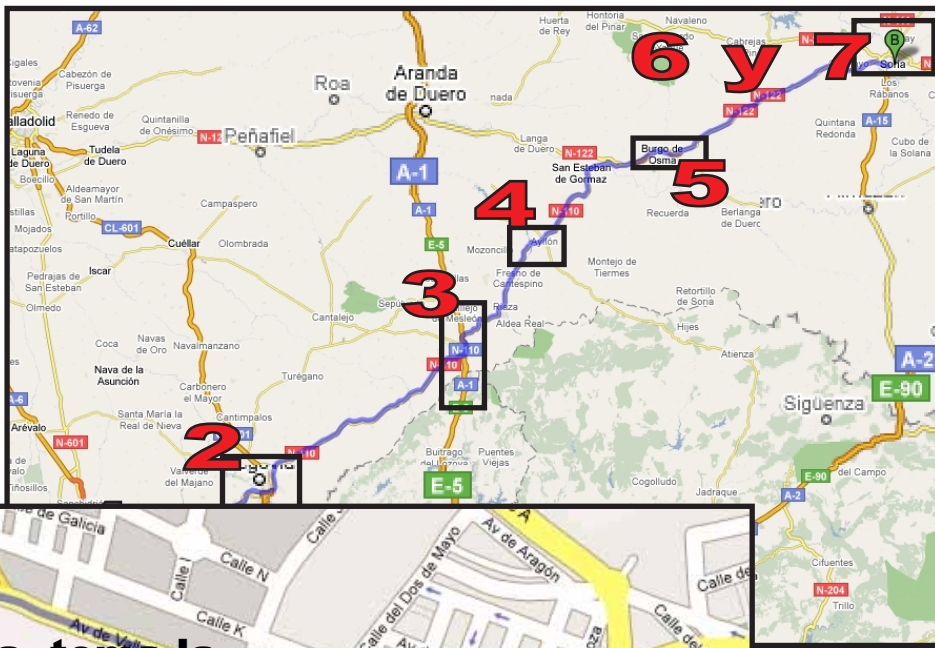 A-62
Huerta
de Rey
Hontoria
del Pinar
Navaleno
Cabrejas
6 y 7
B
Soria
Cabezón de
Pisuerga
Roa
Aranda
de Duero
N-122
N-122
Los
Rábanos
Renedo de
Esgueva
Quintanilla
de Onésimo
Peñafiel
Langa
de Duero
N-122
San Esteban
de Gormaz
Burgo de
Osma
5
Quintana
Redonda
A-15
Cubo de
la Solana
Laguna
de Duero
Tudela
de Duero
Boecillo
A-1
A-1
4
N-110
Recuerda
Berlanga
de Duero
Aldeamayor
de San Martín
Portillo
Campaspero
Mojados
CL-601
Cuéllar
Olombrada
E-5
Ayllón
Montejo de
Tiermes
Pedrajas de
San Esteban
Iscar
Fresno de
Cantespino
3
Retortillo
de Soria
Olmedo
Cantalejo
Riaza
Aldea Real
Hijes
Coca
Navas
de Oro
Navalmanzano
N-110
Atienza
A-2
Nava de la
Asunción
Turégano
A-1
E-90
Carbonero
el Mayor
Sigüenza
A-6
Arévalo
Santa María la
Real de Nieva
Cantimpalos
N-601
2
N-110
Buitrago
del Lozoya
Puentes
Viejas
E-5
Cogolludo
Jadraque
E-90
del Campo
A-2
Valverde
del Majano
Cifuentes
N-204
Trillo
de Galicia
Calle I
Calle N
Calle K
Calle del Dos de Mayo
Av de Aragón
Calle de
Calle del